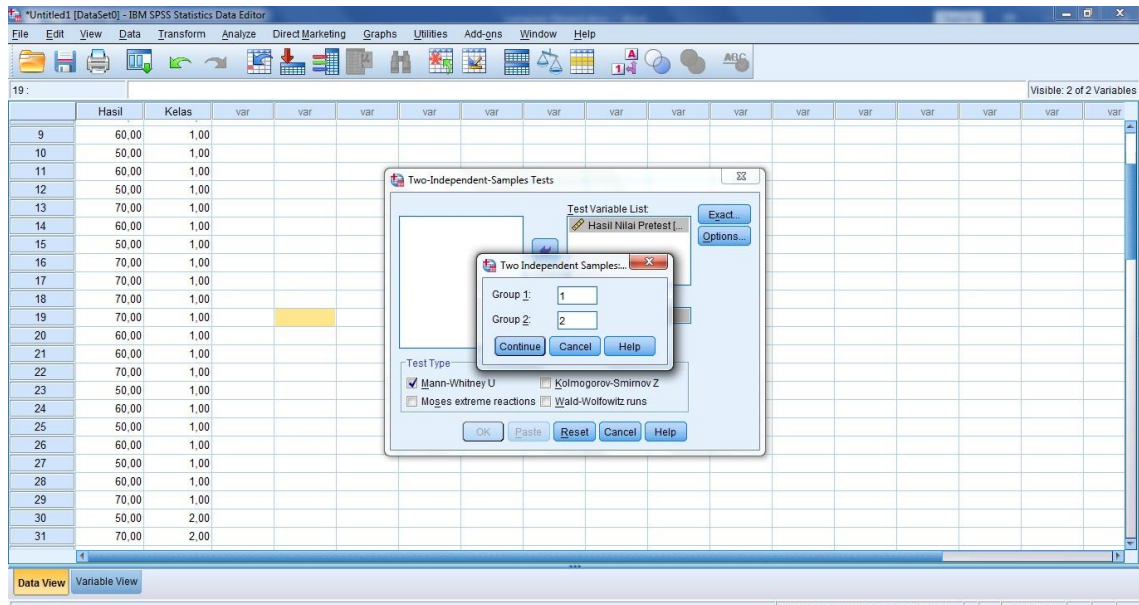 *Untitled1 [DataSet0] - IBM SPSS Statistics Data Editor
File Edit View Data Transform Analyze Direct Marketing Graphs Utilities Add-ons Window Help
19 :
Visible: 2 of 2 Variables
Hasil Kelas var var var var var var var var var var var var var var
9 60,00 1,00
10 50,00 1,00
11 60,00 1,00
12 50,00 1,00
13 70,00 1,00
14 60,00 1,00
15 50,00 1,00
16 70,00 1,00
17 70,00 1,00
18 70,00 1,00
19 70,00 1,00
20 60,00 1,00
21 60,00 1,00
22 70,00 1,00
23 50,00 1,00
24 60,00 1,00
25 50,00 1,00
26 60,00 1,00
27 50,00 1,00
28 60,00 1,00
29 70,00 1,00
30 50,00 2,00
31 70,00 2,00
Two-Independent-Samples Tests
Test Variable List:
Hasil Nilai Pretest [...
Exact...
Options...
Two Independent Samples:...
Group 1: 1
Group 2: 2
Continue Cancel Help
Test Type
Mann-Whitney U Kolmogorov-Smirnov Z
Moses extreme reactions Wald-Wolfowitz runs
OK Paste Reset Cancel Help
Data View Variable View